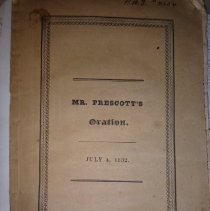 MR. PRESCOTT'S
Oration.
JULY 4, 1832.